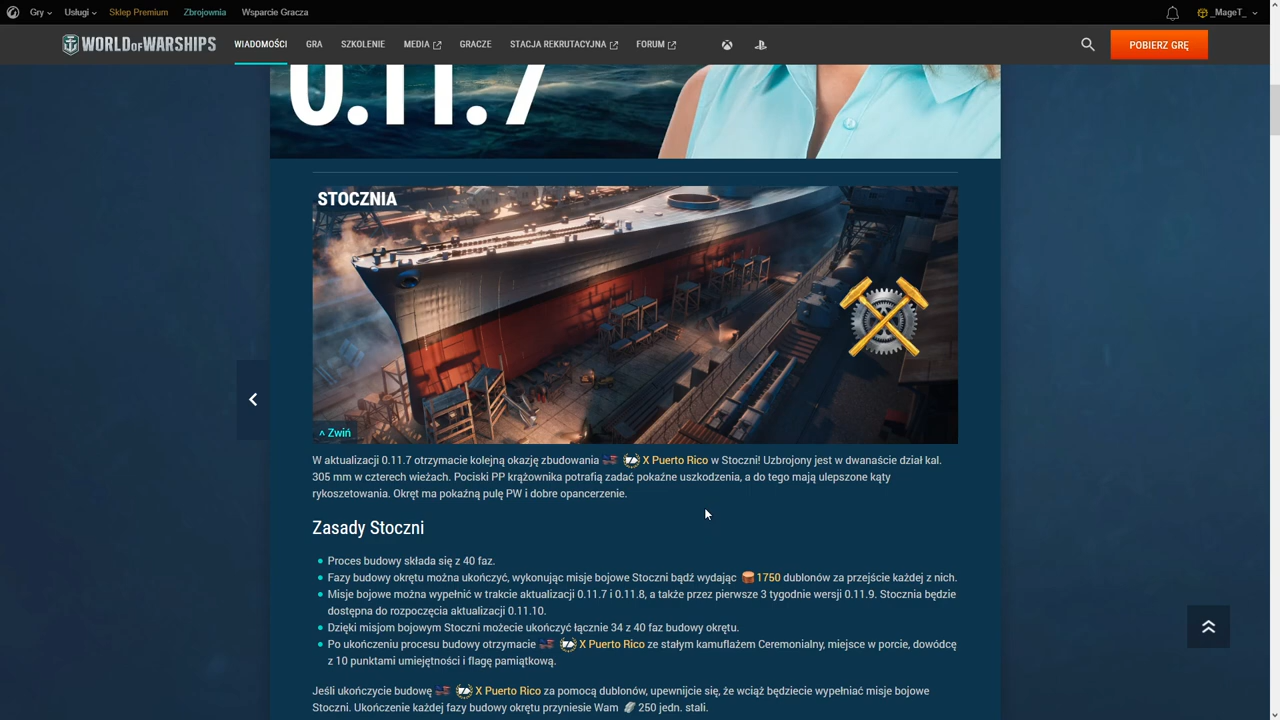 Gry Usługi Sklep Premium Zbrojownia Wsparcie Gracza _MageT_
WORLD OF WARSHIPS WIADOMOŚCI GRA SZKOLENIE MEDIA GRACZE STACJA REKRUTACYJNA FORUM POBIERZ GRĘ
0.11.7
STOCZNIA
^ Zwiń
W aktualizacji 0.11.7 otrzymacie kolejną okazję zbudowania X Puerto Rico w Stoczni! Uzbrojony jest w dwanaście dział kal.
305 mm w czterech wieżach. Pociski PP krążownika potrafią zadać pokaźne uszkodzenia, a do tego mają ulepszone kąty
rykoszetowania. Okręt ma pokaźną pulę PW i dobre opancerzenie.
Zasady Stoczni
Proces budowy składa się z 40 faz.
Fazy budowy okrętu można ukończyć, wykonując misje bojowe Stoczni bądź wydając 1750 dublonów za przejście każdej z nich.
Misje bojowe można wypełnić w trakcie aktualizacji 0.11.7 i 0.11.8, a także przez pierwsze 3 tygodnie wersji 0.11.9. Stocznia będzie
dostępna do rozpoczęcia aktualizacji 0.11.10.
Dzięki misjom bojowym Stoczni możecie ukończyć łącznie 34 z 40 faz budowy okrętu.
Po ukończeniu procesu budowy otrzymacie X Puerto Rico ze stałym kamuflażem Ceremonialny, miejsce w porcie, dowódcę
z 10 punktami umiejętności i flagę pamiątkową.
Jeśli ukończycie budowę X Puerto Rico za pomocą dublonów, upewnijcie się, że wciąż będziecie wypełniać misje bojowe
Stoczni. Ukończenie każdej fazy budowy okrętu przyniesie Wam 250 jedn. stali.